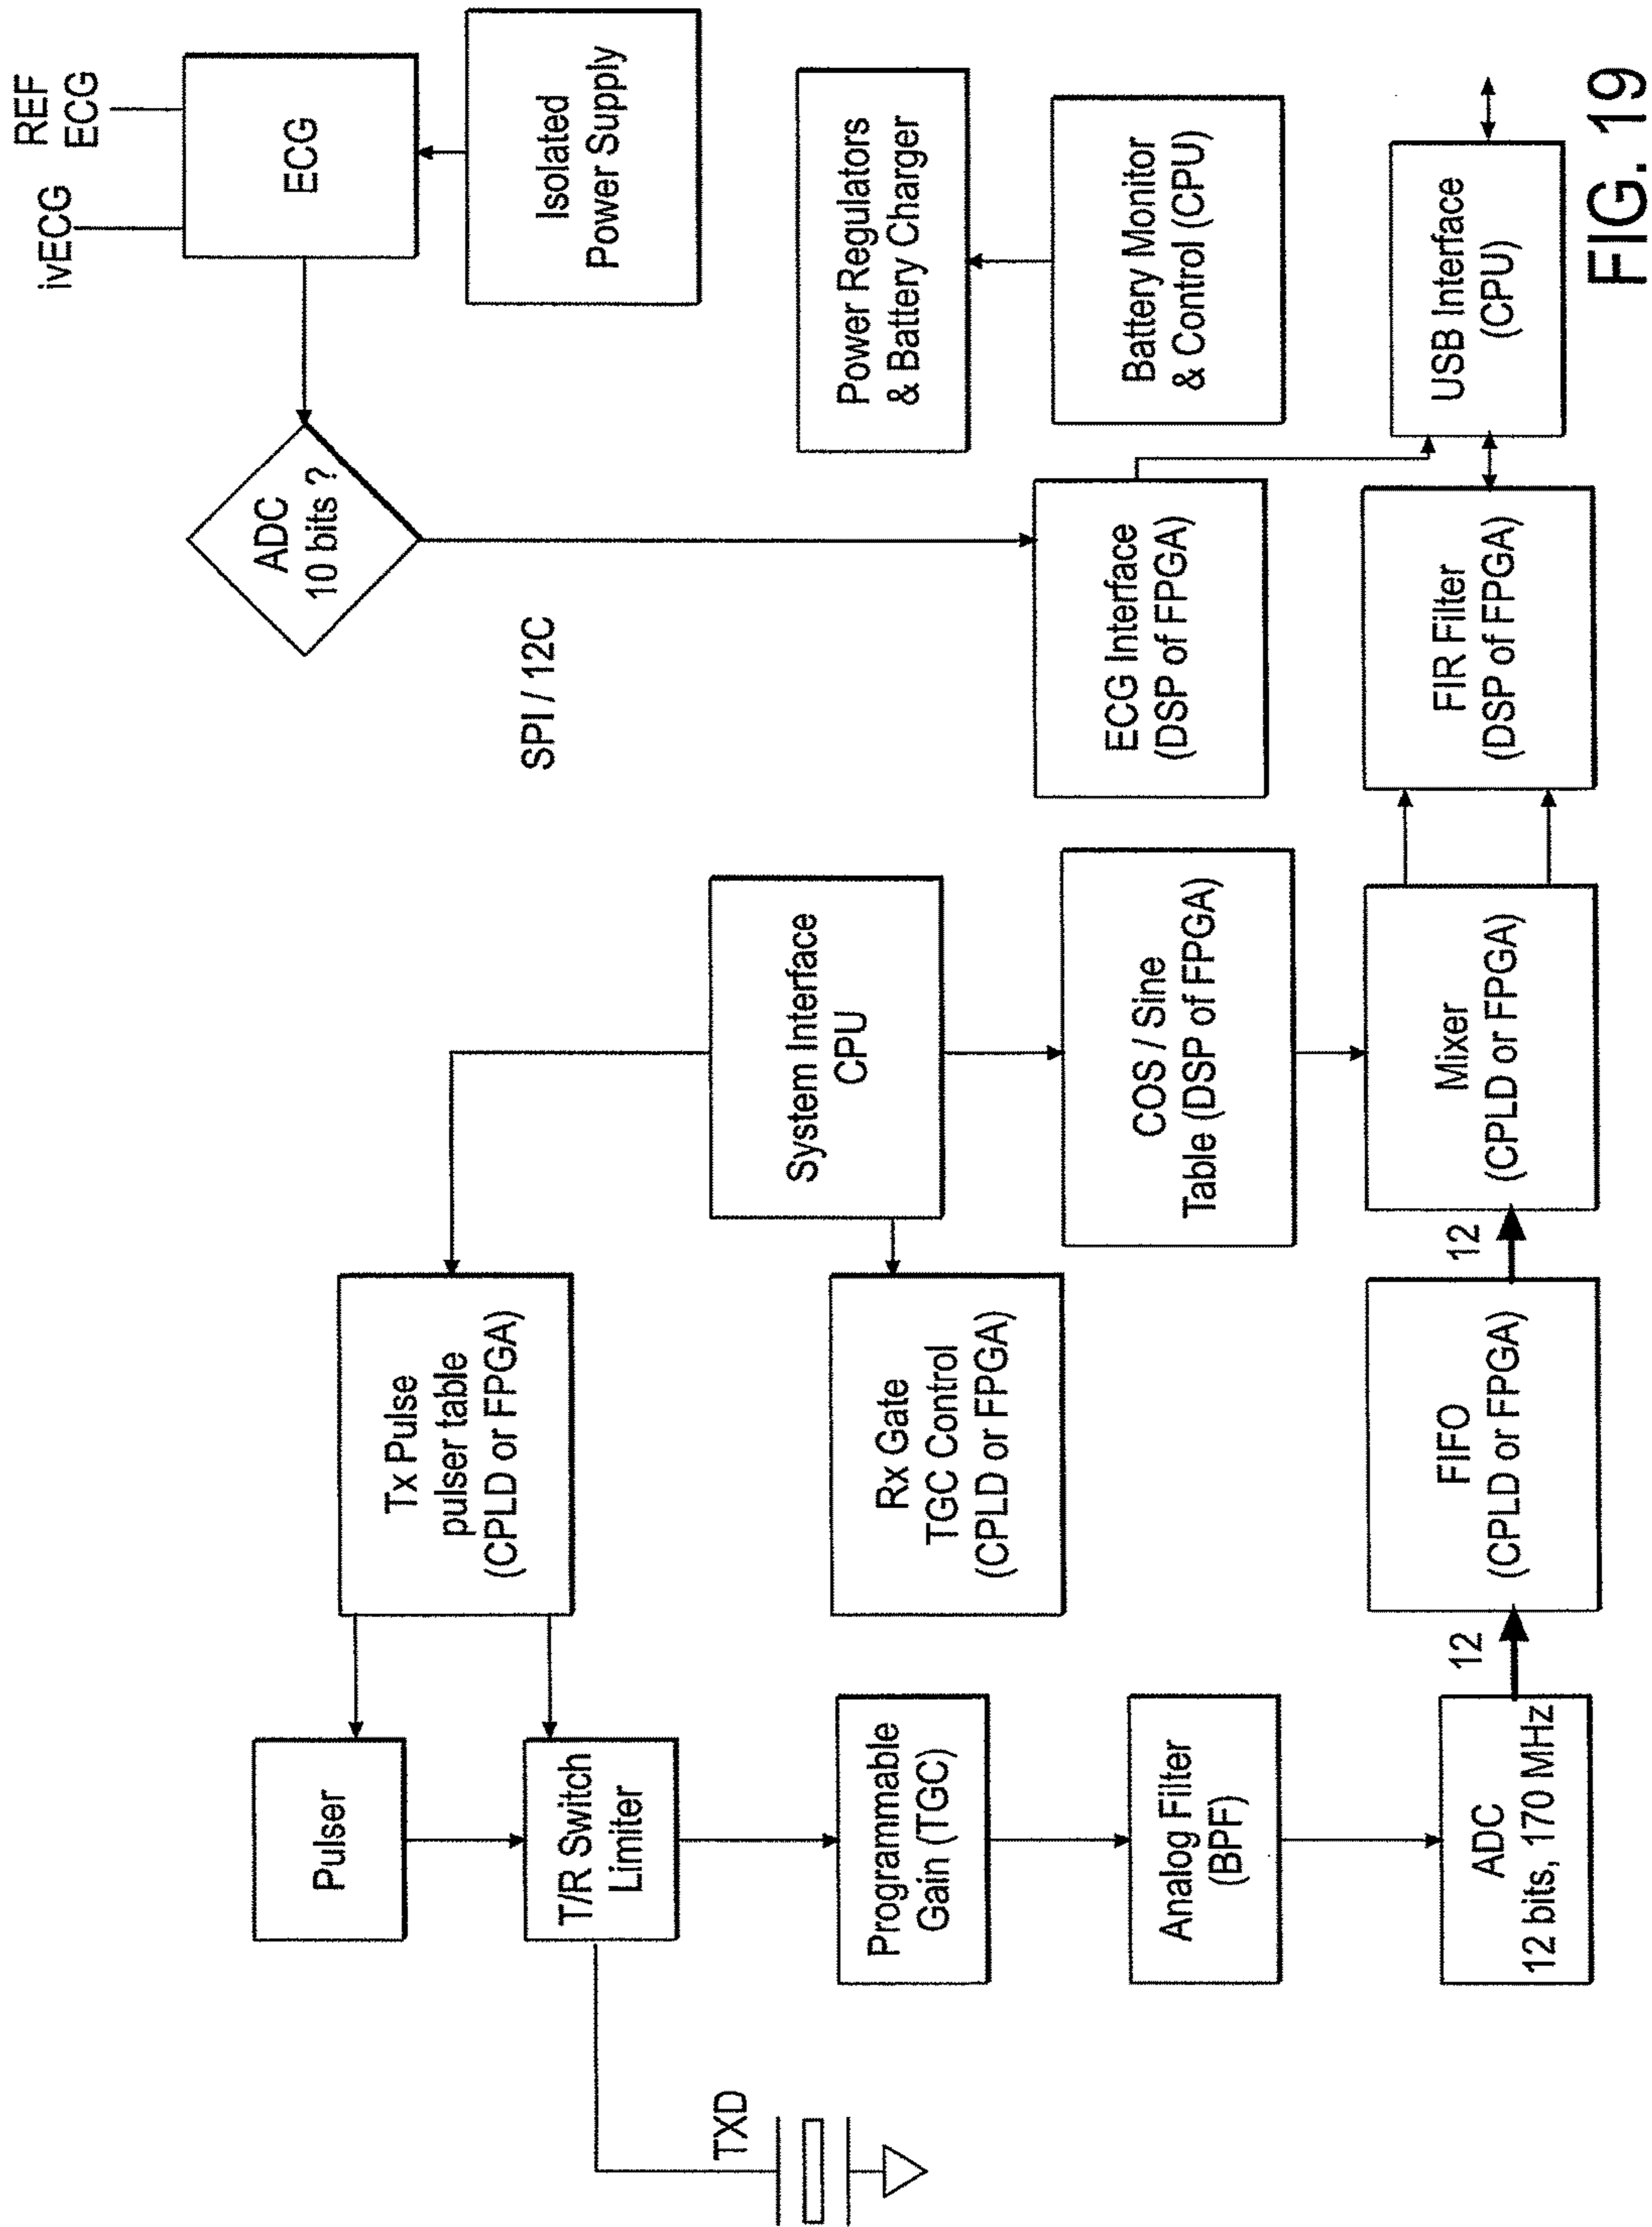 ivECG
REF
ECG
ECG
Isolated
Power Supply
ADC
10 bits ?
SPI / 12C
Power Regulators
& Battery Charger
Battery Monitor
& Control (CPU)
ECG Interface
(DSP of FPGA)
USB Interface
(CPU)
FIR Filter
(DSP of FPGA)
System Interface
CPU
COS / Sine
Table (DSP of FPGA)
Mixer
(CPLD or FPGA)
Tx Pulse
pulser table
(CPLD or FPGA)
Rx Gate
TGC Control
(CPLD or FPGA)
12
FIFO
(CPLD or FPGA)
12
Pulser
T/R Switch
Limiter
Programmable
Gain (TGC)
Analog Filter
(BPF)
ADC
12 bits, 170 MHz
TXD
FIG. 19